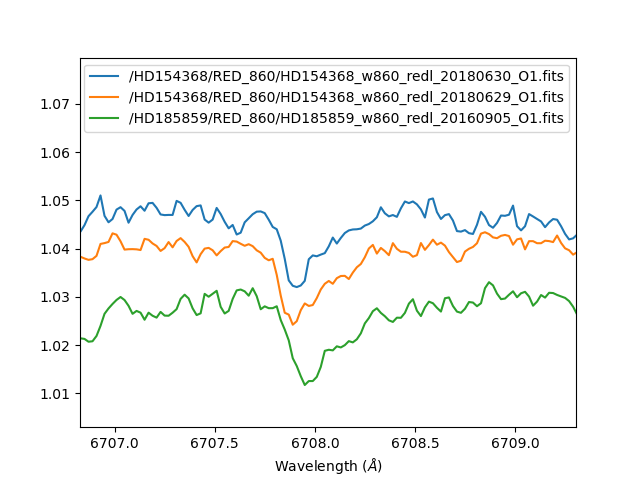 /HD154368/RED_860/HD154368_w860_redl_20180630_O1.fits
/HD154368/RED_860/HD154368_w860_redl_20180629_O1.fits
/HD185859/RED_860/HD185859_w860_redl_20160905_O1.fits
1.07
1.06
1.05
1.04
1.03
1.02
1.01
6707.0 6707.5 6708.0 6708.5 6709.0
Wavelength (Å)